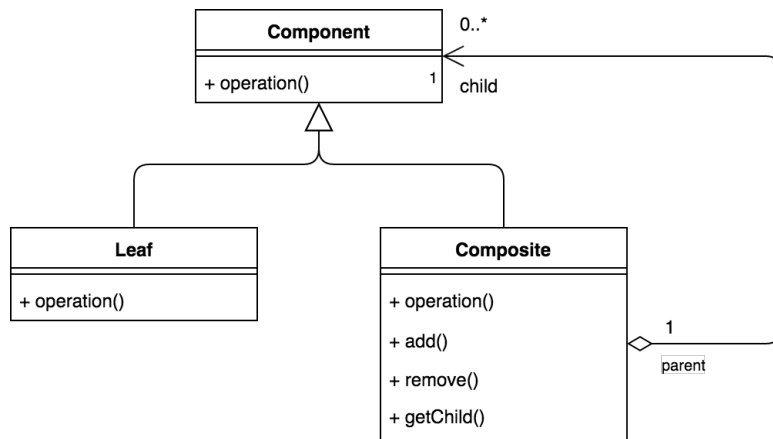 Component
0..*
+ operation()
1
child
Leaf
+ operation()
Composite
+ operation()
+ add()
+ remove()
+ getChild()
1
parent